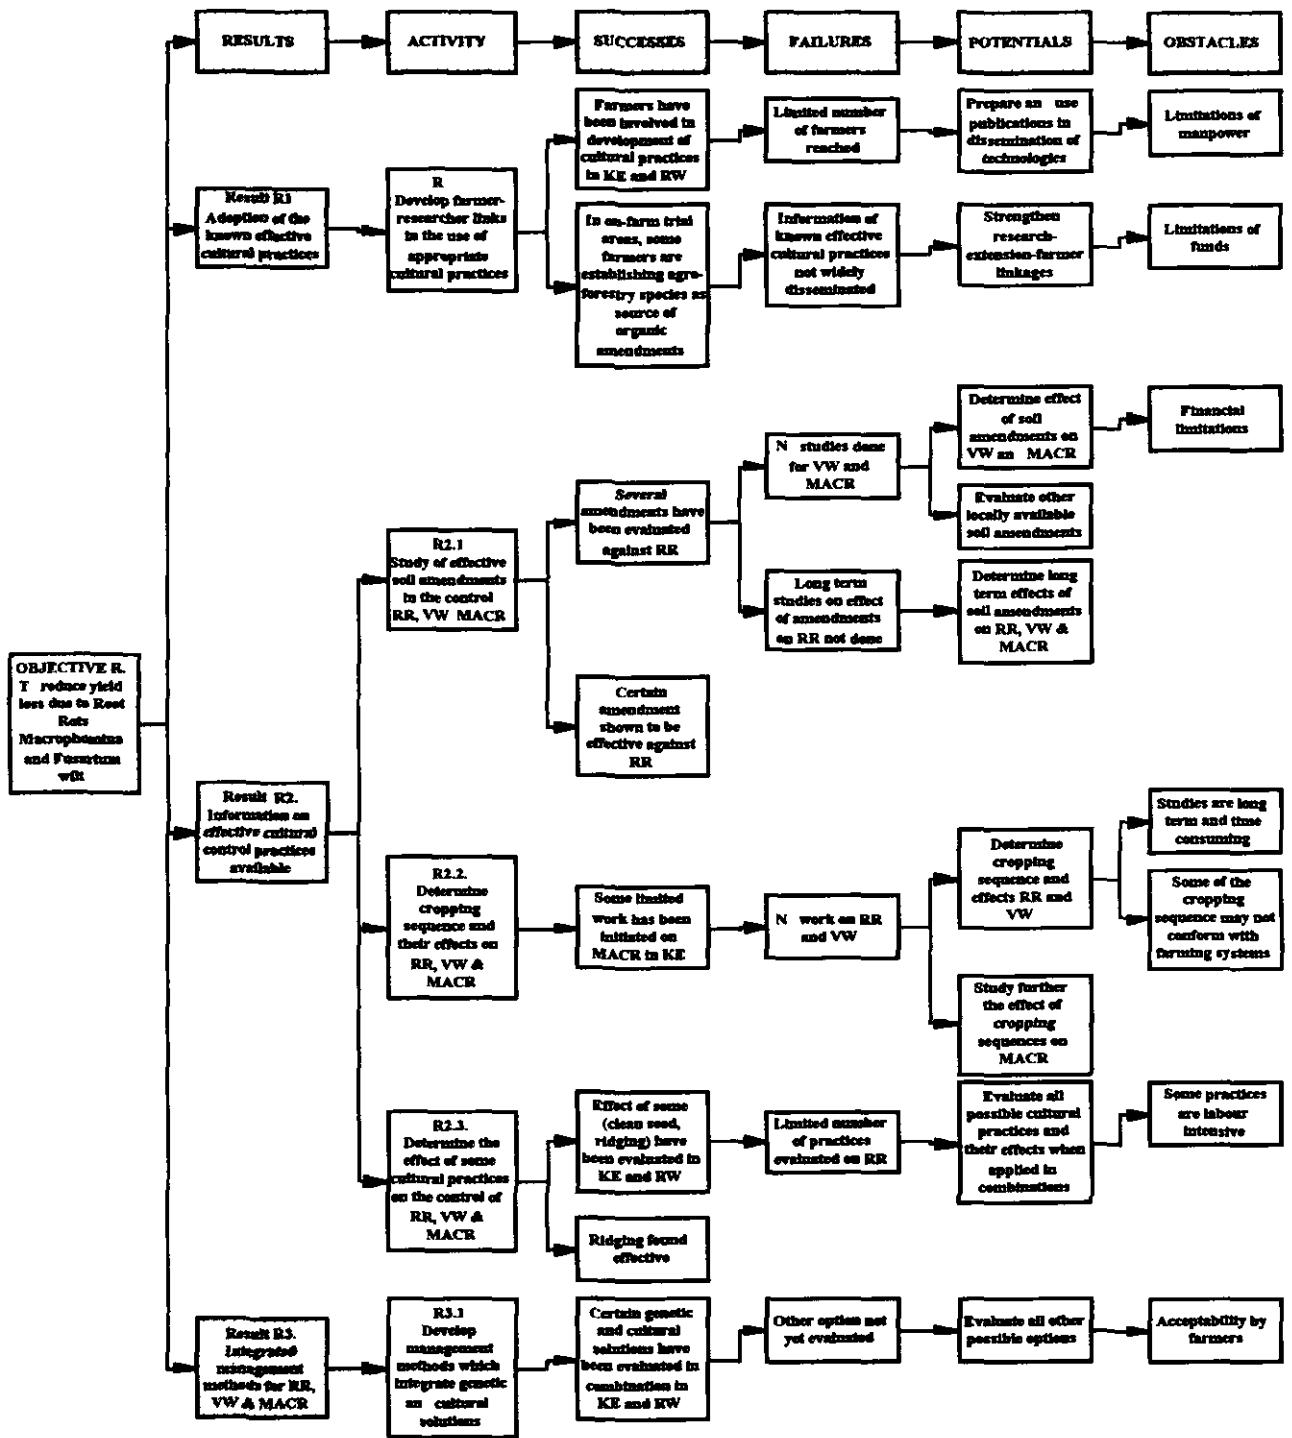 RESULTS
ACTIVITY
SUCCESSES
FAILURES
POTENTIALS
OBSTACLES
Result R1
Adoption of the
known effective
cultural practices
R
Develop farmer-
researcher links
in the use of
appropriate
cultural practices
Farmers have
been involved in
development of
cultural practices
in KE and RW
Limited number
of farmers
reached
Prepare an use
publications in
dissemination of
technologies
Limitations of
manpower
In on-farm trial
areas, some
farmers are
establishing agro-
forestry species as
source of
organic
amendments
Information of
known effective
cultural practices
not widely
disseminated
Strengthen
research-
extension-farmer
linkages
Limitations of
funds
OBJECTIVE R.
T reduce yield
loss due to Root
Rots
Macrophomina
and Fusarium
wilt
Result R2.
Information on
effective cultural
control practices
available
R2.1
Study of effective
soil amendments
in the control
RR, VW MACR
Several
amendments have
been evaluated
against RR
N studies done
for VW and
MACR
Determine effect
of soil
amendments on
VW an MACR
Financial
limitations
Evaluate other
locally available
soil amendments
Long term
studies on effect
of amendments
on RR not done
Determine long
term effects of
soil amendments
on RR, VW &
MACR
Certain
amendment
shown to be
effective against
RR
R2.2.
Determine
cropping
sequence and
their effects on
RR, VW &
MACR
Some limited
work has been
initiated on
MACR in KE
N work on RR
and VW
Determine
cropping
sequence and
effects RR and
VW
Studies are long
term and time
consuming
Some of the
cropping
sequence may not
conform with
farming systems
Study further
the effect of
cropping
sequences on
MACR
R2.3.
Determine the
effect of some
cultural practices
on the control of
RR, VW &
MACR
Effect of some
(clean seed,
ridging) have
been evaluated in
KE and RW
Limited number
of practices
evaluated on RR
Evaluate all
possible cultural
practices and
their effects when
applied in
combinations
Some practices
are labour
intensive
Ridging found
effective
Result R3.
Integrated
management
methods for RR,
VW & MACR
R3.1
Develop
management
methods which
integrate genetic
an cultural
solutions
Certain genetic
and cultural
solutions have
been evaluated in
combination in
KE and RW
Other option not
yet evaluated
Evaluate all other
possible options
Acceptability by
farmers